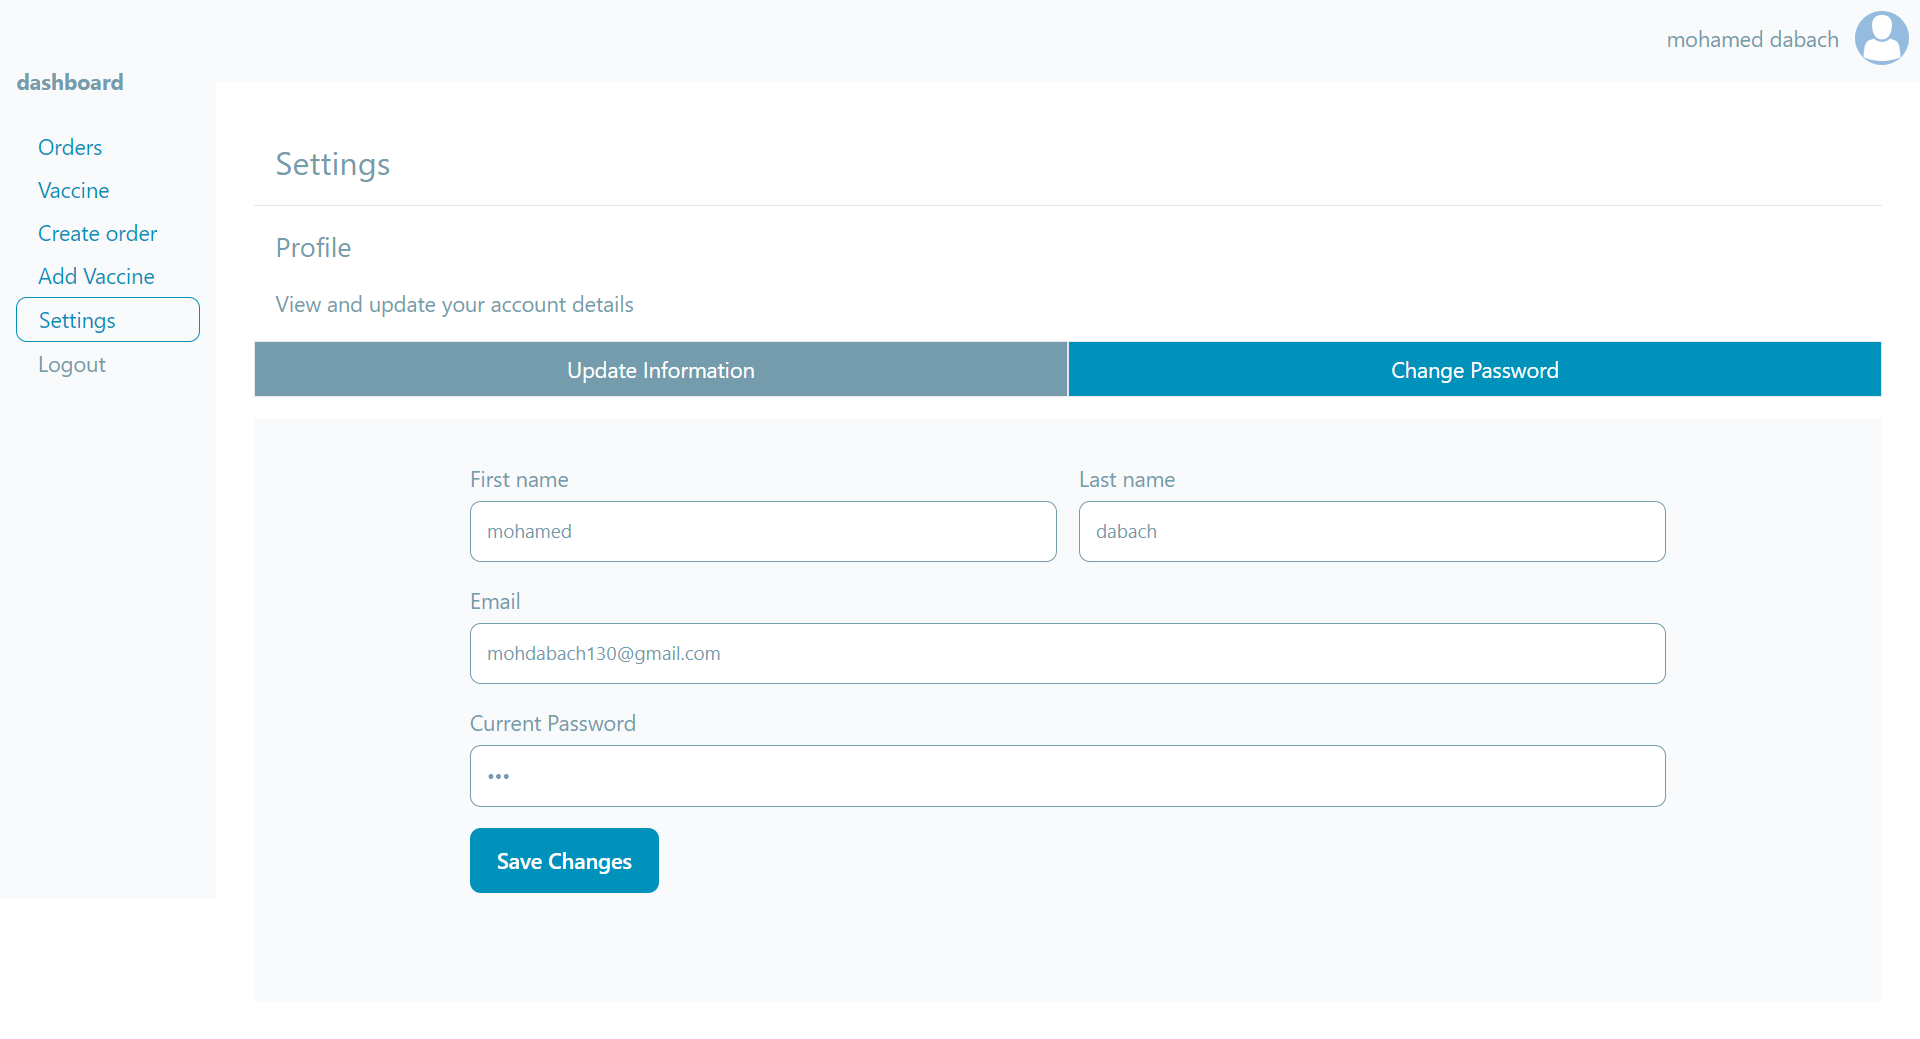 mohamed dabach
dashboard
Orders
Vaccine
Create order
Add Vaccine
Settings
Logout
Settings
Profile
View and update your account details
Update Information
Change Password
First name
Last name
mohamed
dabach
Email
mohdabach130@gmail.com
Current Password
•••
Save Changes